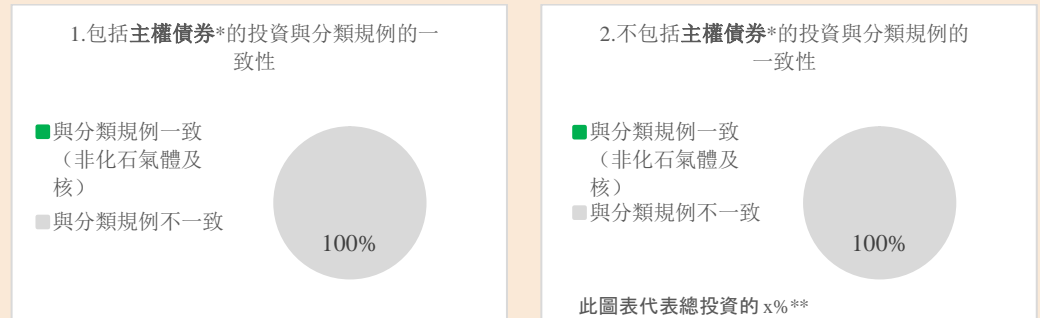 1.包括主權債券*的投資與分類規例的一
致性
與分類規例一致
（非化石氣體及
核）
與分類規例不一致
100%
2.不包括主權債券*的投資與分類規例的
一致性
與分類規例一致
（非化石氣體及
核）
與分類規例不一致
100%
此圖表代表總投資的 x%**